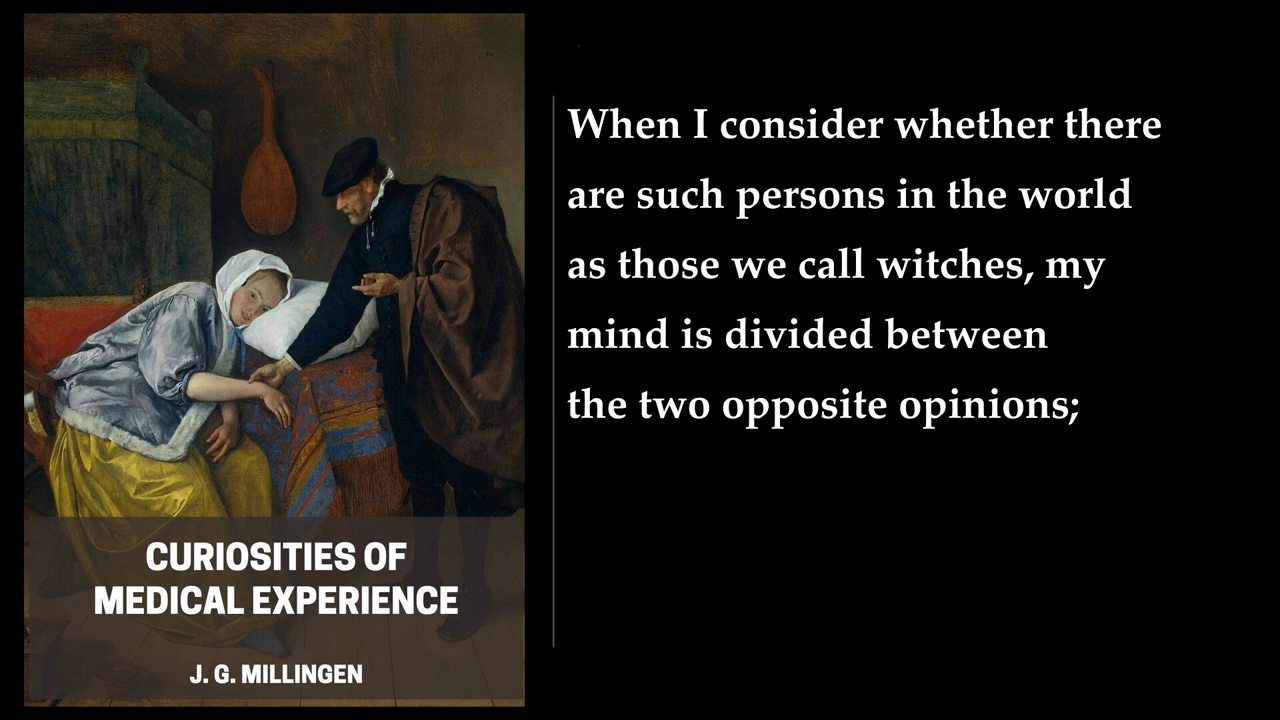 When I consider whether there
are such persons in the world
as those we call witches, my
mind is divided between
the two opposite opinions;
CURIOSITIES OF
MEDICAL EXPERIENCE
J. G. MILLINGEN